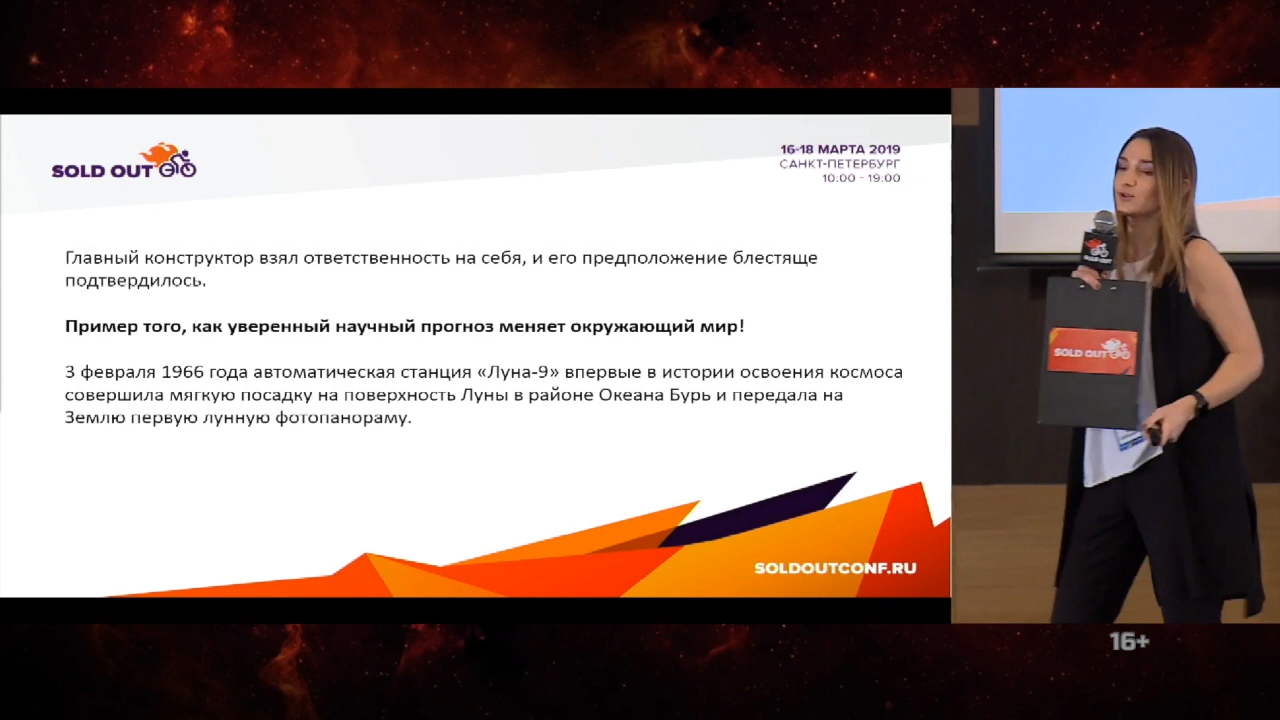 SOLD OUT
16-18 МАРТА 2019
САНКТ-ПЕТЕРБУРГ
10:00 - 19:00
Главный конструктор взял ответственность на себя, и его предположение блестяще
подтвердилось.
Пример того, как уверенный научный прогноз меняет окружающий мир!
3 февраля 1966 года автоматическая станция «Луна-9» впервые в истории освоения космоса
совершила мягкую посадку на поверхность Луны в районе Океана Бурь и передала на
Землю первую лунную фотопанораму.
SOLDOUTCONF.RU
SOLD OUT
SOLD OUT
16+